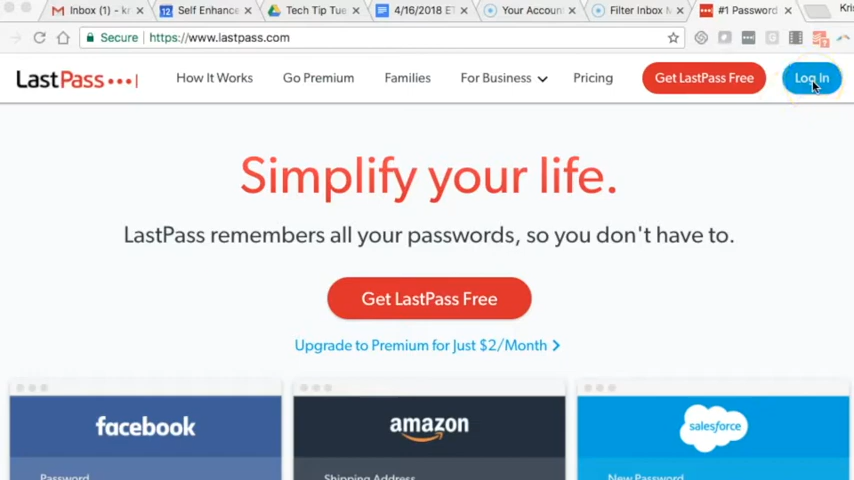 Inbox (1) - kr
12
Self Enhance
Tech Tip Tue
4/16/2018 ET
Your Accoun
Filter Inbox M
#1 Password
Kris
Secure
https://www.lastpass.com
LastPass
How It Works
Go Premium
Families
For Business
Pricing
Get LastPass Free
Log In
Simplify your life.
LastPass remembers all your passwords, so you don't have to.
Get LastPass Free
Upgrade to Premium for Just $2/Month
facebook
amazon
salesforce
Password
Shipping Address
New Password